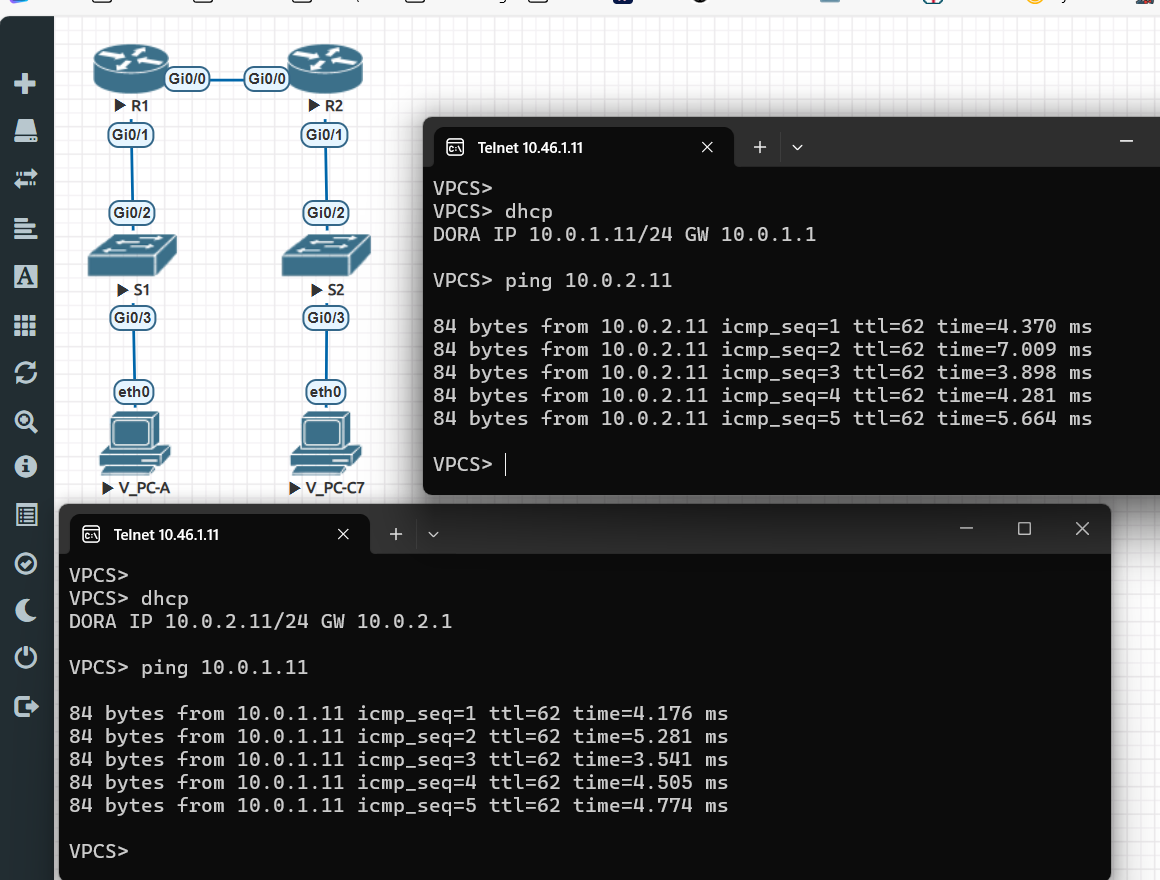 Gi0/0
Gi0/0
R1
R2
Gi0/1
Gi0/1
Gi0/2
Gi0/2
S1
S2
Gi0/3
Gi0/3
eth0
eth0
V_PC-A
V_PC-C7
Telnet 10.46.1.11
VPCS>
VPCS> dhcp
DORA IP 10.0.1.11/24 GW 10.0.1.1
VPCS> ping 10.0.2.11
84 bytes from 10.0.2.11 icmp_seq=1 ttl=62 time=4.370 ms
84 bytes from 10.0.2.11 icmp_seq=2 ttl=62 time=7.009 ms
84 bytes from 10.0.2.11 icmp_seq=3 ttl=62 time=3.898 ms
84 bytes from 10.0.2.11 icmp_seq=4 ttl=62 time=4.281 ms
84 bytes from 10.0.2.11 icmp_seq=5 ttl=62 time=5.664 ms
VPCS>
Telnet 10.46.1.11
VPCS>
VPCS> dhcp
DORA IP 10.0.2.11/24 GW 10.0.2.1
VPCS> ping 10.0.1.11
84 bytes from 10.0.1.11 icmp_seq=1 ttl=62 time=4.176 ms
84 bytes from 10.0.1.11 icmp_seq=2 ttl=62 time=5.281 ms
84 bytes from 10.0.1.11 icmp_seq=3 ttl=62 time=3.541 ms
84 bytes from 10.0.1.11 icmp_seq=4 ttl=62 time=4.505 ms
84 bytes from 10.0.1.11 icmp_seq=5 ttl=62 time=4.774 ms
VPCS>